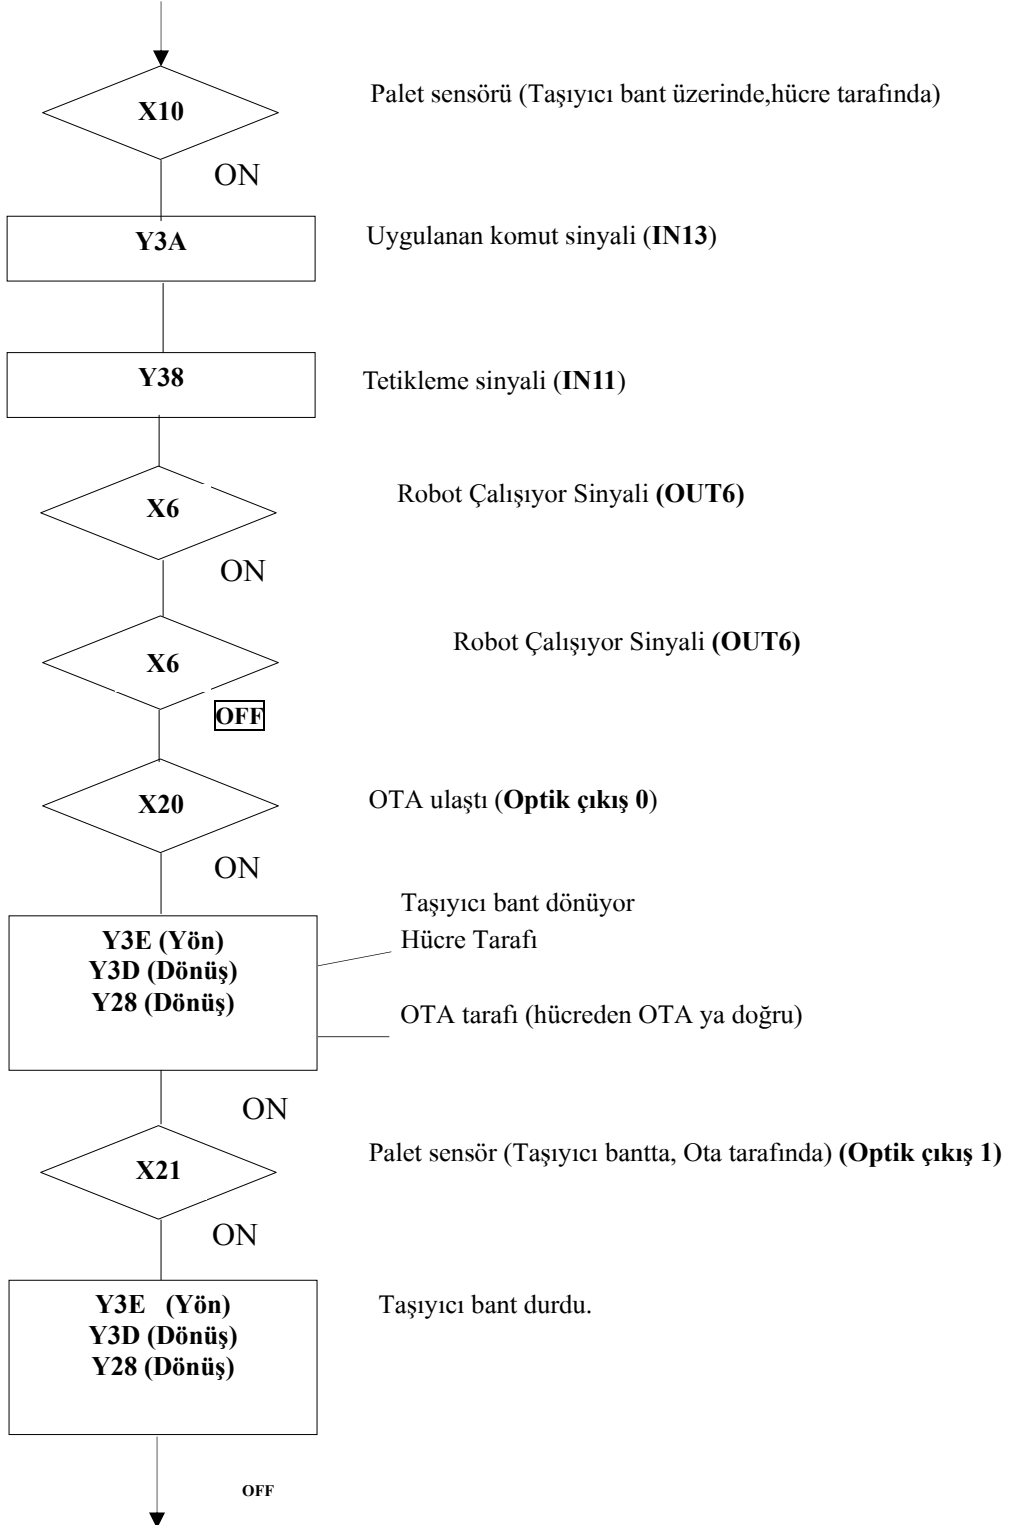 X10
Palet sensörü (Taşıyıcı bant üzerinde,hücre tarafında)
ON
Y3A
Uygulanan komut sinyali (IN13)
Y38
Tetikleme sinyali (IN11)
X6
Robot Çalışıyor Sinyali (OUT6)
ON
X6
Robot Çalışıyor Sinyali (OUT6)
OFF
X20
OTA ulaştı (Optik çıkış 0)
ON
Y3E (Yön)
Y3D (Dönüş)
Y28 (Dönüş)
Taşıyıcı bant dönüyor
Hücre Tarafı
OTA tarafı (hücreden OTA ya doğru)
ON
X21
Palet sensör (Taşıyıcı bantta, Ota tarafında) (Optik çıkış 1)
ON
Y3E (Yön)
Y3D (Dönüş)
Y28 (Dönüş)
Taşıyıcı bant durdu.
OFF